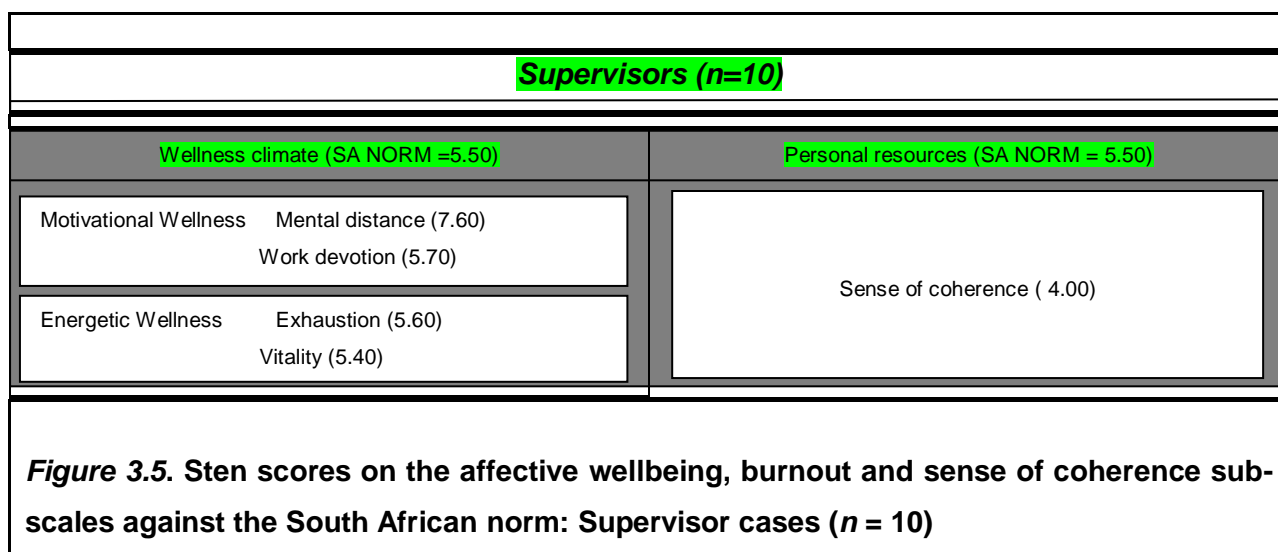 Supervisors (n=10)
Wellness climate (SA NORM =5.50)
Personal resources (SA NORM = 5.50)
Motivational Wellness Mental distance (7.60)
Work devotion (5.70)
Energetic Wellness Exhaustion (5.60)
Vitality (5.40)
Sense of coherence ( 4.00)
Figure 3.5. Sten scores on the affective wellbeing, burnout and sense of coherence sub-
scales against the South African norm: Supervisor cases (n = 10)